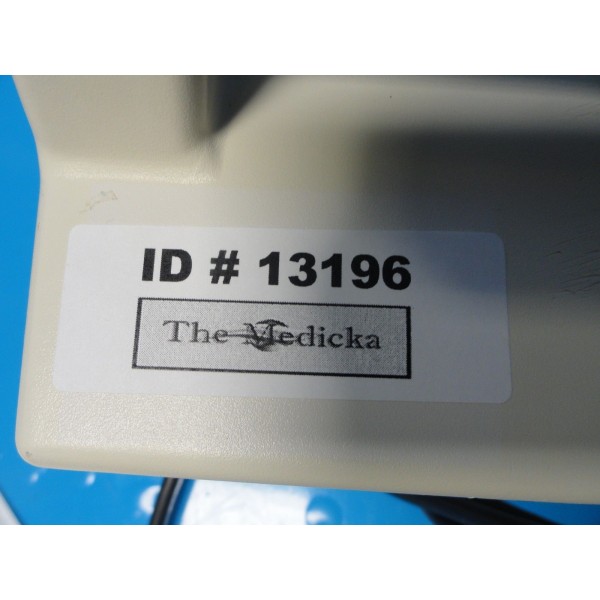 ID # 13196
The Medicka